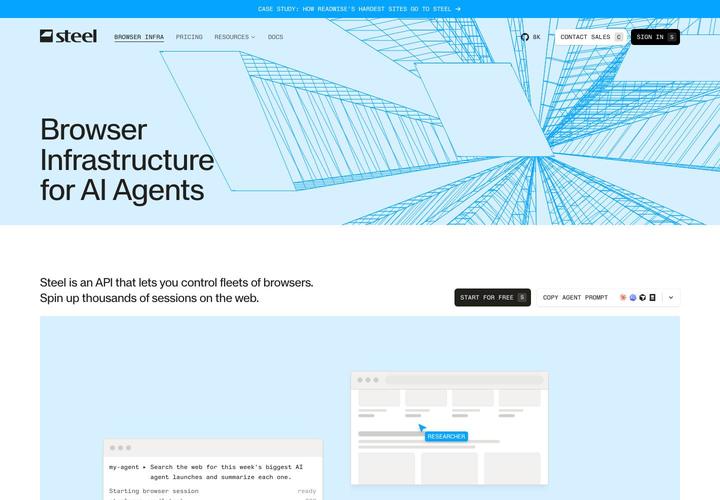 CASE STUDY: HOW READWISE'S HARDEST SITES GO TO STEEL →
steel
BROWSER INFRA
PRICING
RESOURCES
DOCS
8K
CONTACT SALES C
SIGN IN S
Browser
Infrastructure
for AI Agents
Steel is an API that lets you control fleets of browsers.
Spin up thousands of sessions on the web.
START FOR FREE S
COPY AGENT PROMPT
RESEARCHER
my-agent ▸ Search the web for this week's biggest AI
agent launches and summarize each one.
Starting browser session ready